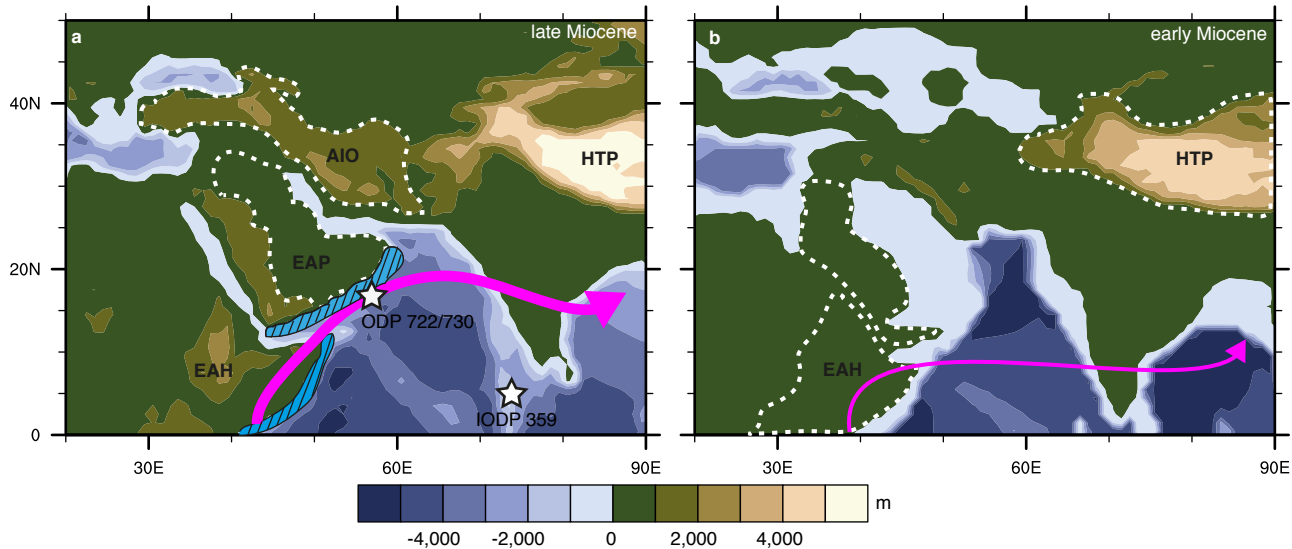 a
late Miocene
b
early Miocene
40N
20N
0
AIO
HTP
EAP
ODP 722/730
EAH
IODP 359
HTP
EAH
30E
60E
90E
30E
60E
90E
-4,000
-2,000
0
2,000
4,000
m